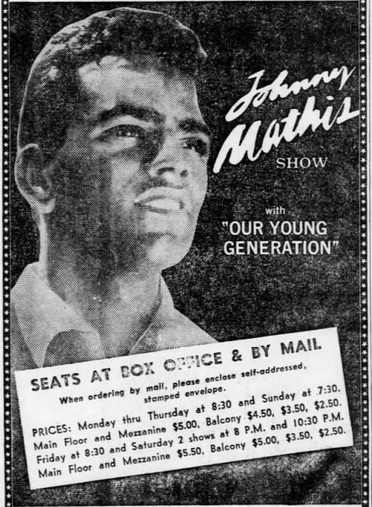 Johnny
Mathis
SHOW
with
"OUR YOUNG
GENERATION"
SEATS AT BOX OFFICE & BY MAIL
When ordering by mail, please enclose self-addressed,
stamped envelope.
PRICES: Monday thru Thursday at 8:30 and Sunday at 7:30.
Main Floor and Mezznine $5.00, Balcony $4.50, $3.50, $2.50.
Friday at 8:30 and Saturday 2 shows at 8 P.M. and 10:30 P.M.
Main Floor and Mezznine $5.50, Balcony $5.00, $3.50, $2.50.